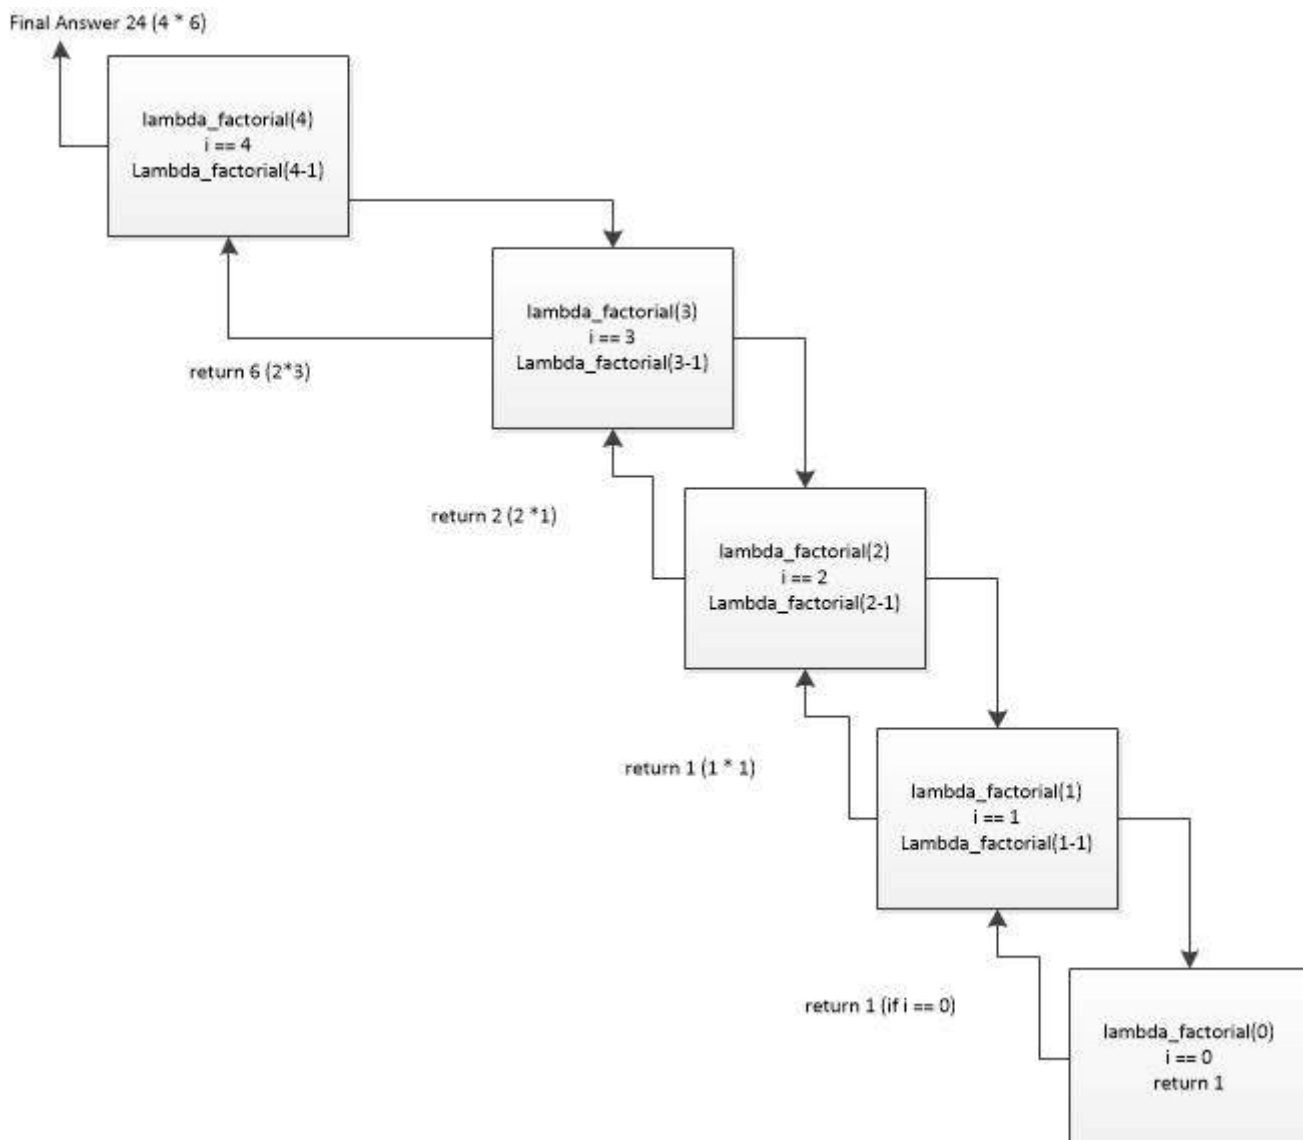 Final Answer 24 (4 * 6)
lambda_factorial(4)
i == 4
Lambda_factorial(4-1)
lambda_factorial(3)
i == 3
Lambda_factorial(3-1)
return 6 (2*3)
return 2 (2 *1)
lambda_factorial(2)
i == 2
Lambda_factorial(2-1)
return 1 (1 * 1)
lambda_factorial(1)
i == 1
Lambda_factorial(1-1)
return 1 (if i == 0)
lambda_factorial(0)
i == 0
return 1